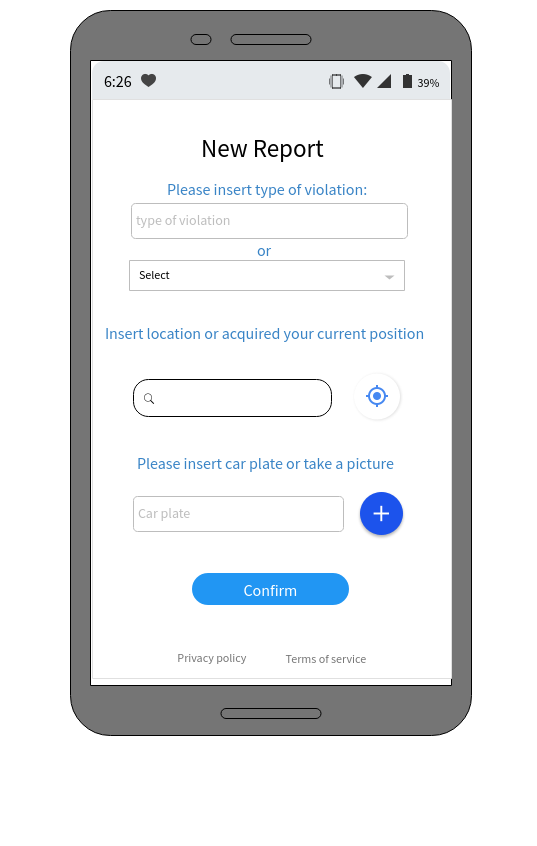 6:26
39%
New Report
Please insert type of violation:
type of violation
or
Select
Insert location or acquired your current position
Please insert car plate or take a picture
Car plate
Confirm
Privacy policy
Terms of service